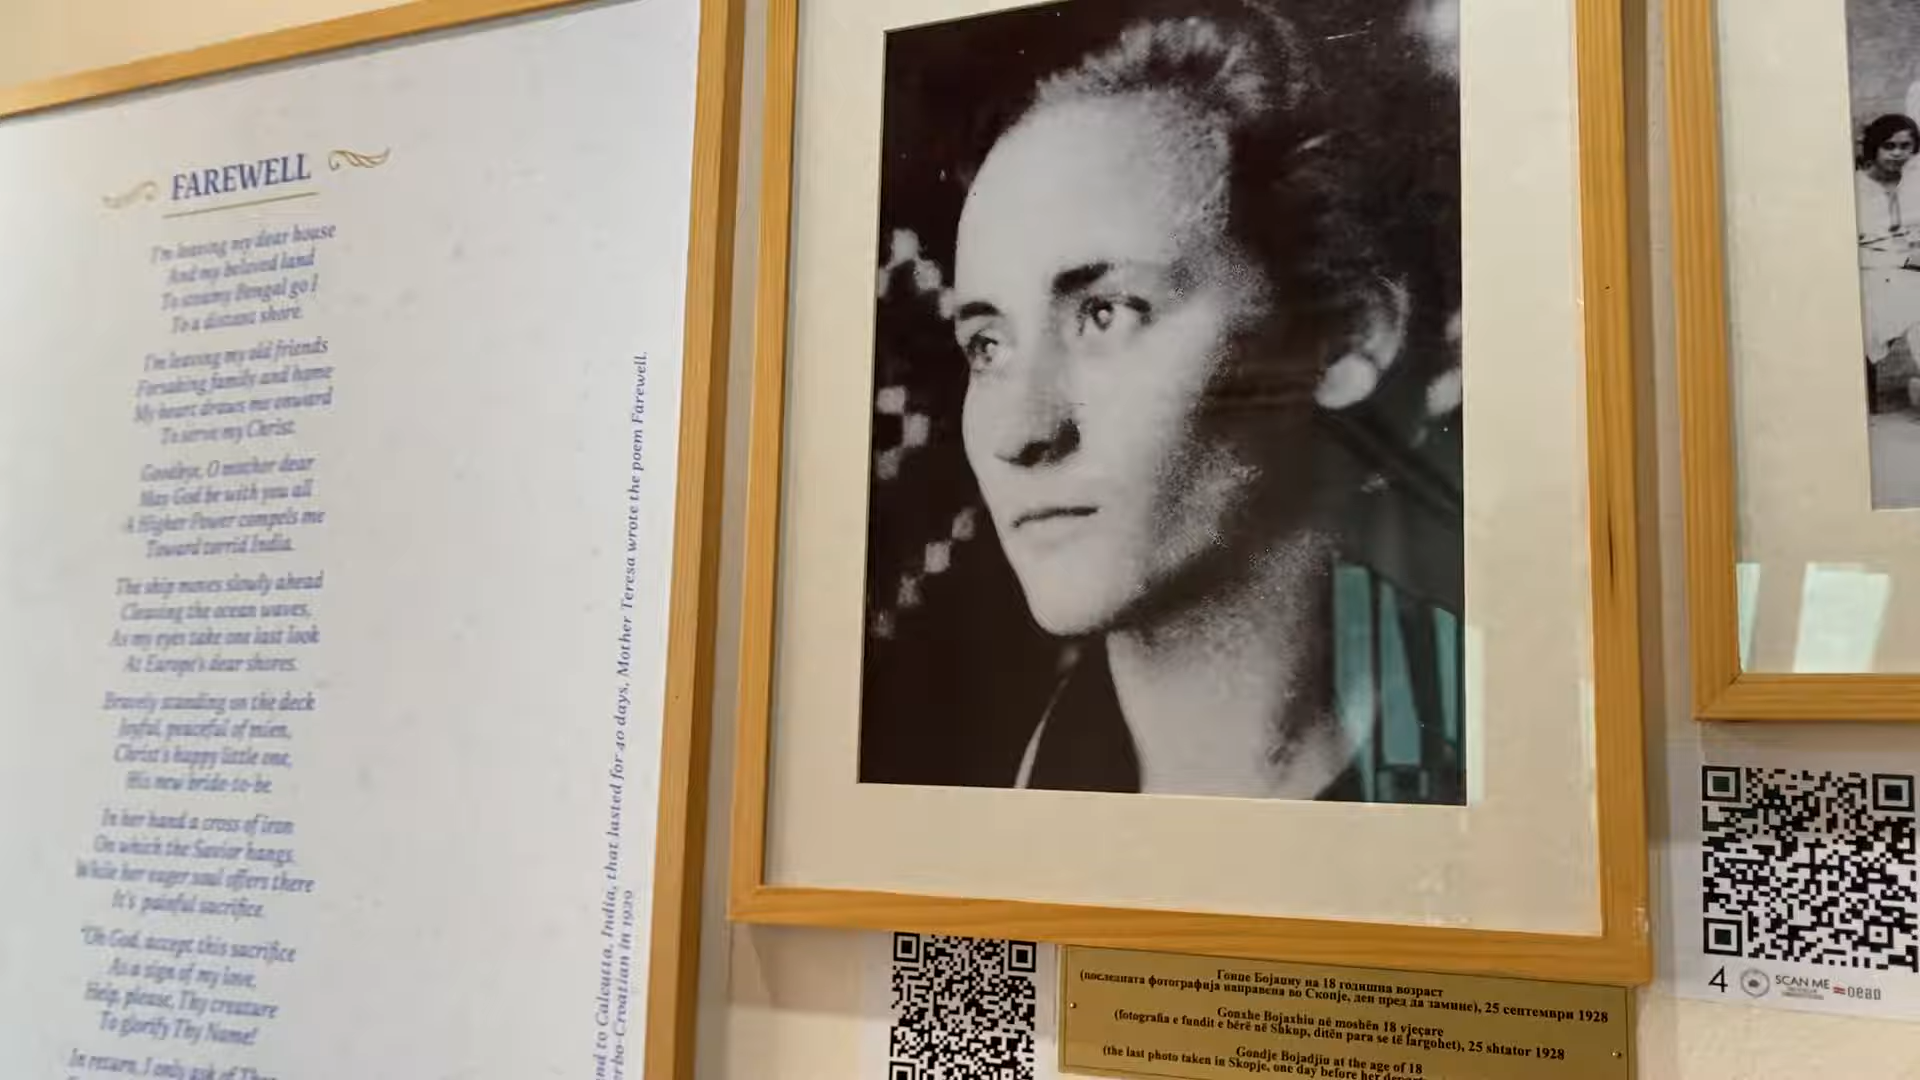 FAREWELL
I'm leaving my dear house
And my beloved land
To steamy Bengal go I
To a distant shore.
I'm leaving my old friends
Forsaking family and home
My heart draws me onward
To serve my Christ.
Goodbye, O mother dear
May God be with you all
A Higher Power compels me
Toward torrid India.
The ship moves slowly ahead
Cleaving the ocean waves,
As my eyes take one last look
At Europe's dear shores.
Bravely standing on the deck
Joyful, peaceful of mien,
Christ's happy little one,
His new bride-to-be.
In her hand a cross of iron
On which the Savior hangs,
While her eager soul offers there
It's painful sacrifice.
"Oh God, accept this sacrifice
As a sign of my love,
Help, please, Thy creature
To glorify Thy Name!
In return, I only ask of
nd to Calcutta, India, that lasted for 40 days, Mother Teresa wrote the poem Farewell.
rbo-Croatian in 1929
Гонџе Бојаџиу на 18 годишна возраст
(последната фотографија направена во Скопје, ден пред да замине), 25 септември 1928
Gonxhe Bojaxhiu në moshën 18 vjeçare
(fotografia e fundit e bërë në Shkup, ditën para se të largohet), 25 shtator 1928
Gondje Bojadjiu at the age of 18
(the last photo taken in Skopje, one day before her
4
SCAN ME